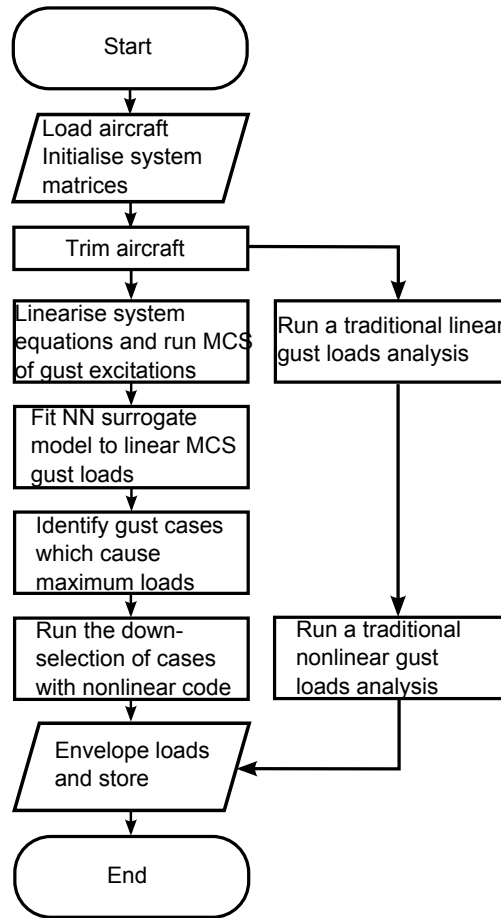 Start
Load aircraft
Initialise system
matrices
Trim aircraft
Linearise system
equations and run MCS
of gust excitations
Run a traditional linear
gust loads analysis
Fit NN surrogate
model to linear MCS
gust loads
Identify gust cases
which cause
maximum loads
Run the down-
selection of cases
with nonlinear code
Run a traditional
nonlinear gust
loads analysis
Envelope loads
and store
End